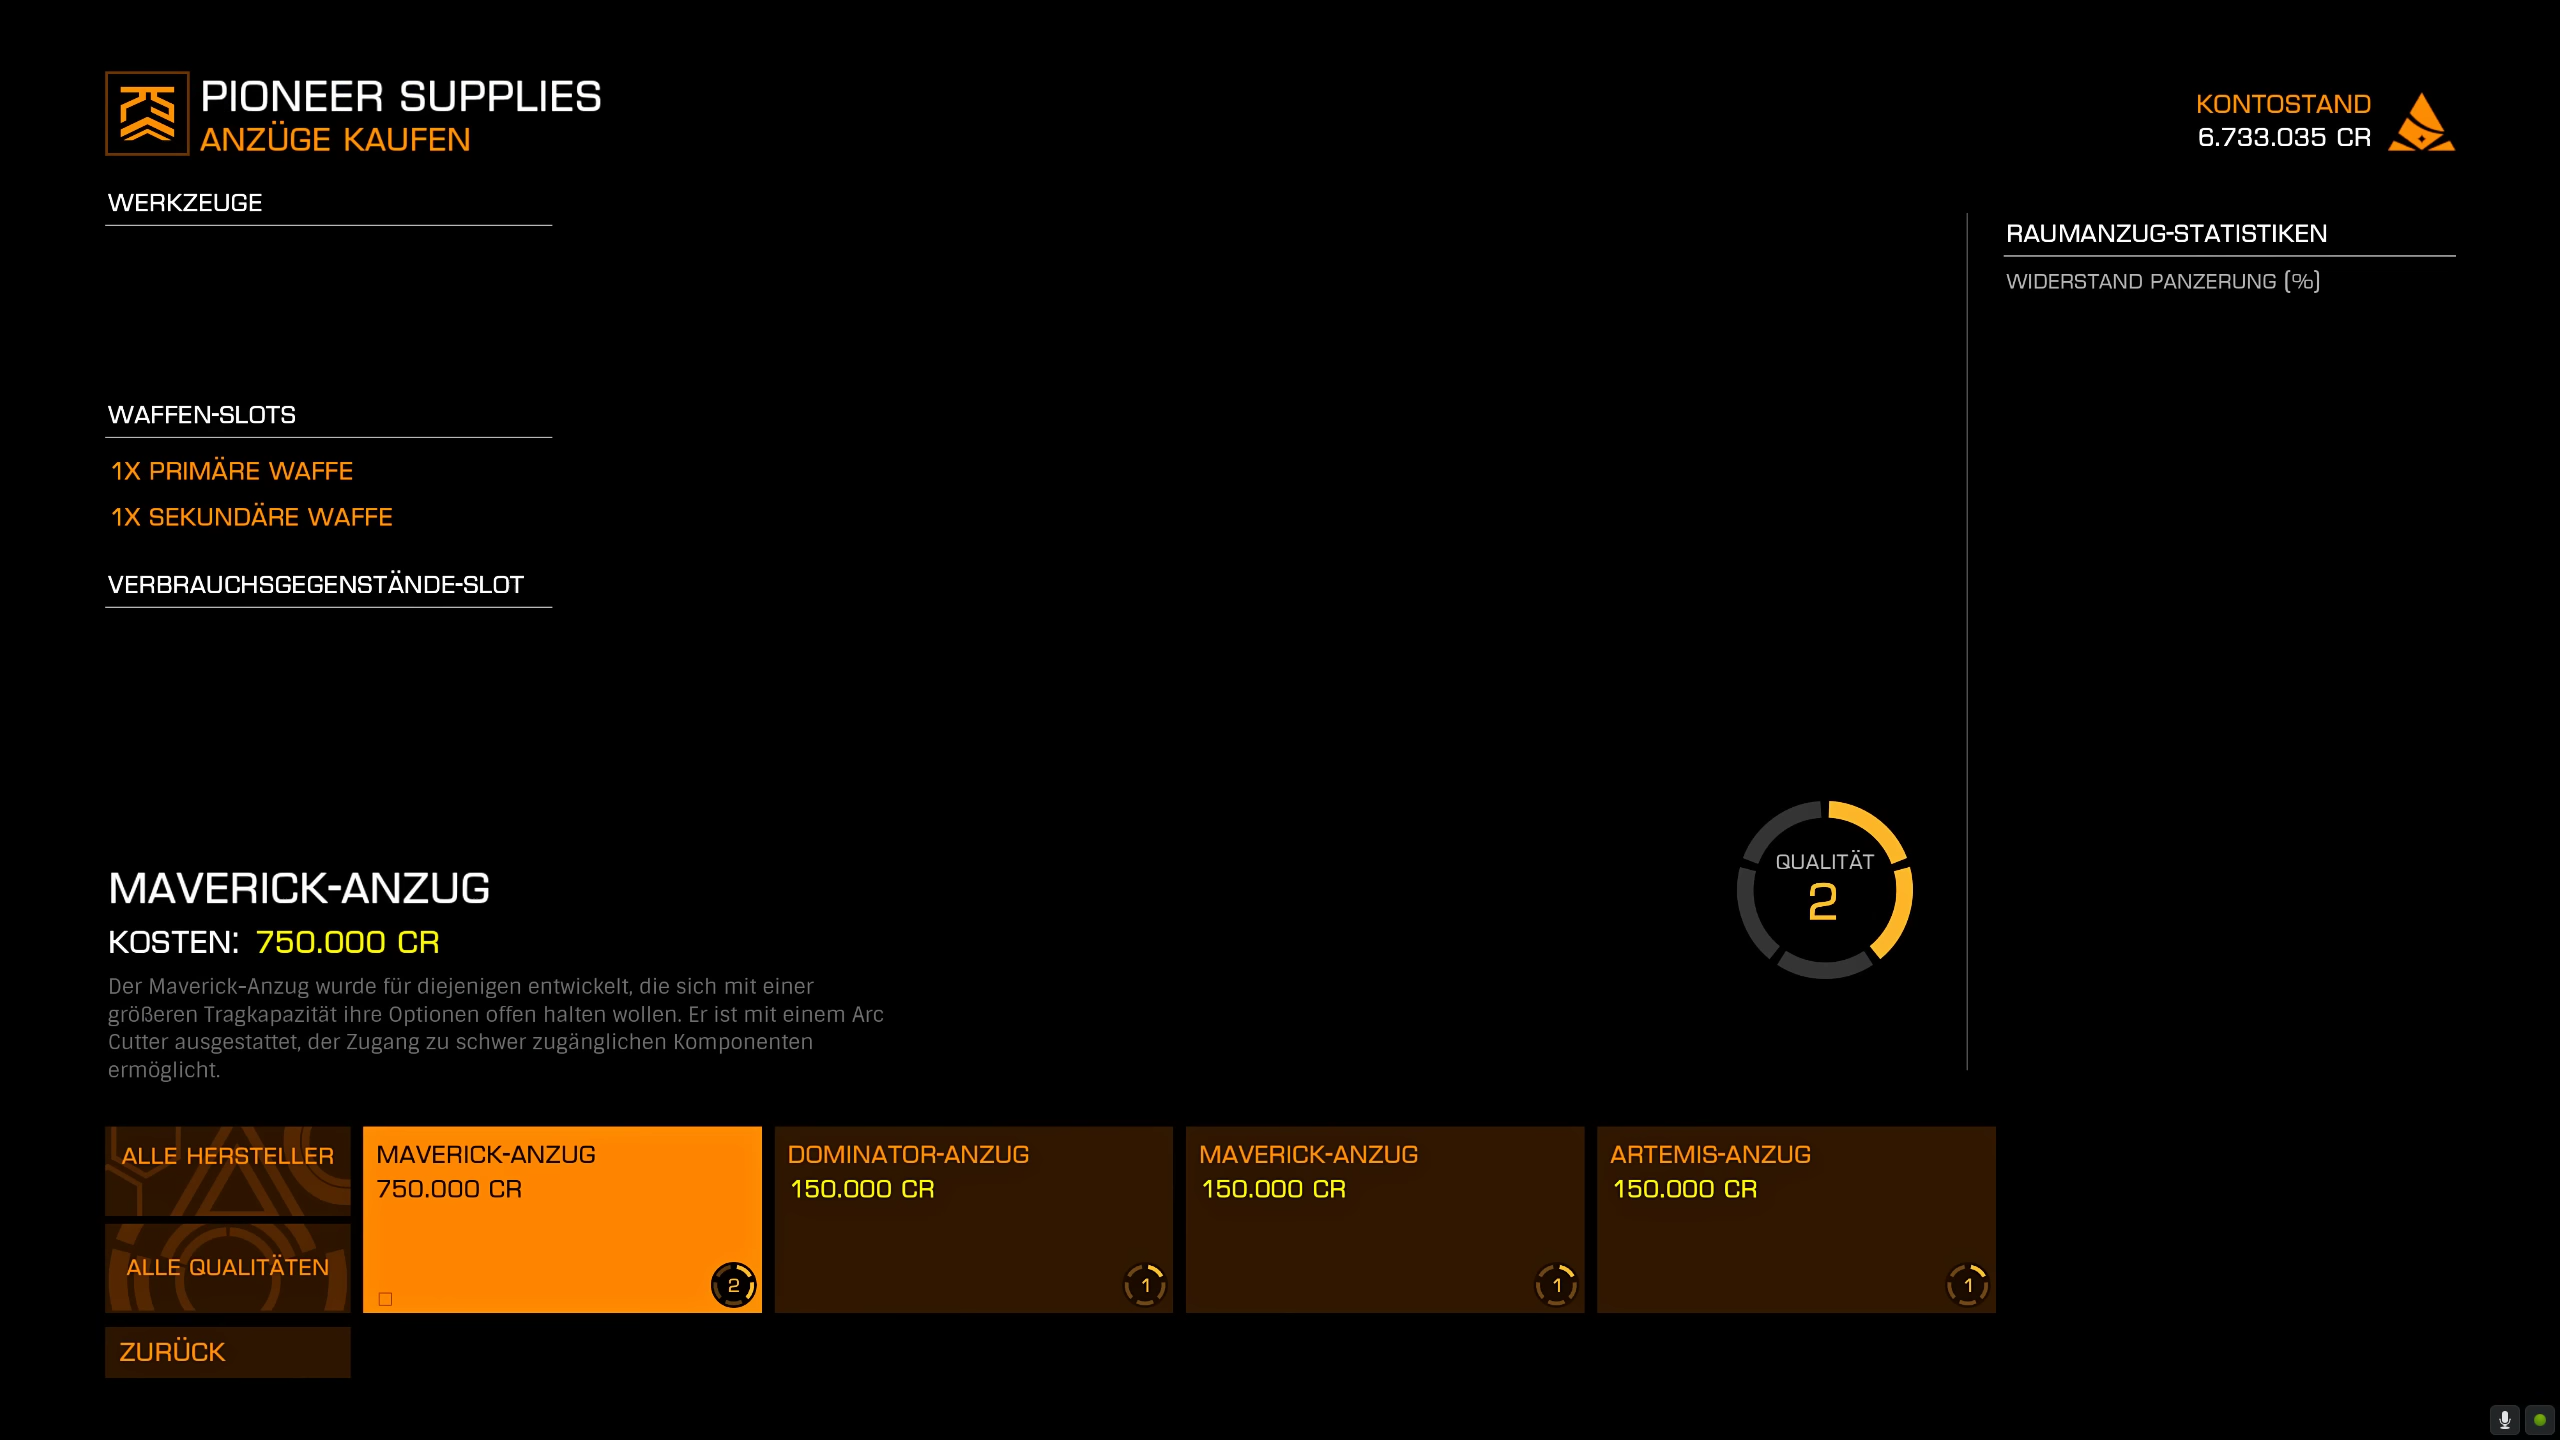 PIONEER SUPPLIES
ANZÜGE KAUFEN
KONTOSTAND
6.733.035 CR
WERKZEUGE
RAUMANZUG-STATISTIKEN
WIDERSTAND PANZERUNG (%)
WAFFEN-SLOTS
1X PRIMÄRE WAFFE
1X SEKUNDÄRE WAFFE
VERBRAUCHSGEGENSTÄNDE-SLOT
QUALITÄT
2
MAVERICK-ANZUG
KOSTEN: 750.000 CR
Der Maverick-Anzug wurde für diejenigen entwickelt, die sich mit einer
größeren Tragkapazität ihre Optionen offen halten wollen. Er ist mit einem Arc
Cutter ausgestattet, der Zugang zu schwer zugänglichen Komponenten
ermöglicht.
ALLE HERSTELLER
ALLE QUALITÄTEN
MAVERICK-ANZUG
750.000 CR
2
DOMINATOR-ANZUG
150.000 CR
1
MAVERICK-ANZUG
150.000 CR
1
ARTEMIS-ANZUG
150.000 CR
1
ZURÜCK